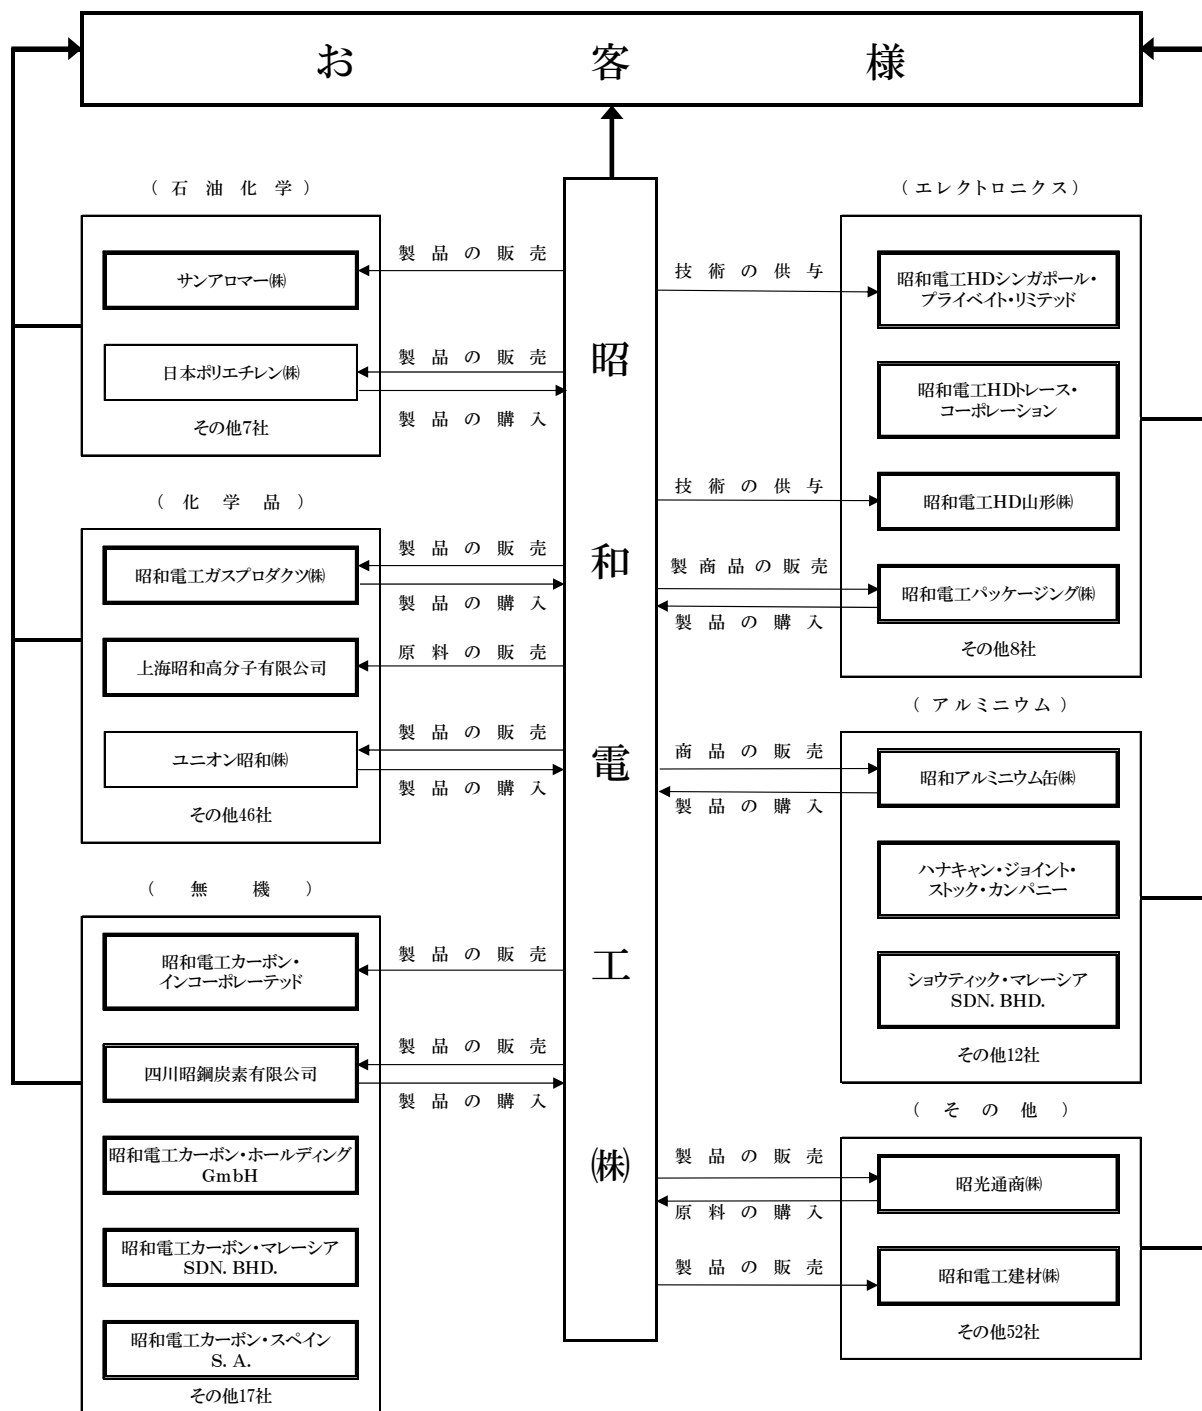 お客様
（石油化学）
製品の販売
サンアロマー㈱
製品の販売
日本ポリエチレン㈱
製品の購入
その他7社
（化学品）
製品の販売
昭和電工ガスプロダクツ㈱
製品の購入
原料の販売
上海昭和高分子有限公司
製品の販売
ユニオン昭和㈱
製品の購入
その他46社
（無機）
製品の販売
昭和電工カーボン・
インコーポレーテッド
製品の販売
四川昭鋼炭素有限公司
製品の購入
昭和電工カーボン・ホールディング
GmbH
昭和電工カーボン・マレーシア
SDN. BHD.
昭和電工カーボン・スペイン
S. A.
その他17社
昭和電工㈱
（エレクトロニクス）
技術の供与
昭和電工HDシンガポール・
プライベイト・リミテッド
昭和電工HDトレース・
コーポレーション
技術の供与
昭和電工HD山形㈱
製商品の販売
昭和電工パッケージング㈱
製品の購入
その他8社
（アルミニウム）
商品の販売
昭和アルミニウム缶㈱
製品の購入
ハナキャン・ジョイント・
ストック・カンパニー
ショウティック・マレーシア
SDN. BHD.
その他12社
（その他）
製品の販売
昭光通商㈱
原料の購入
製品の販売
昭和電工建材㈱
その他52社